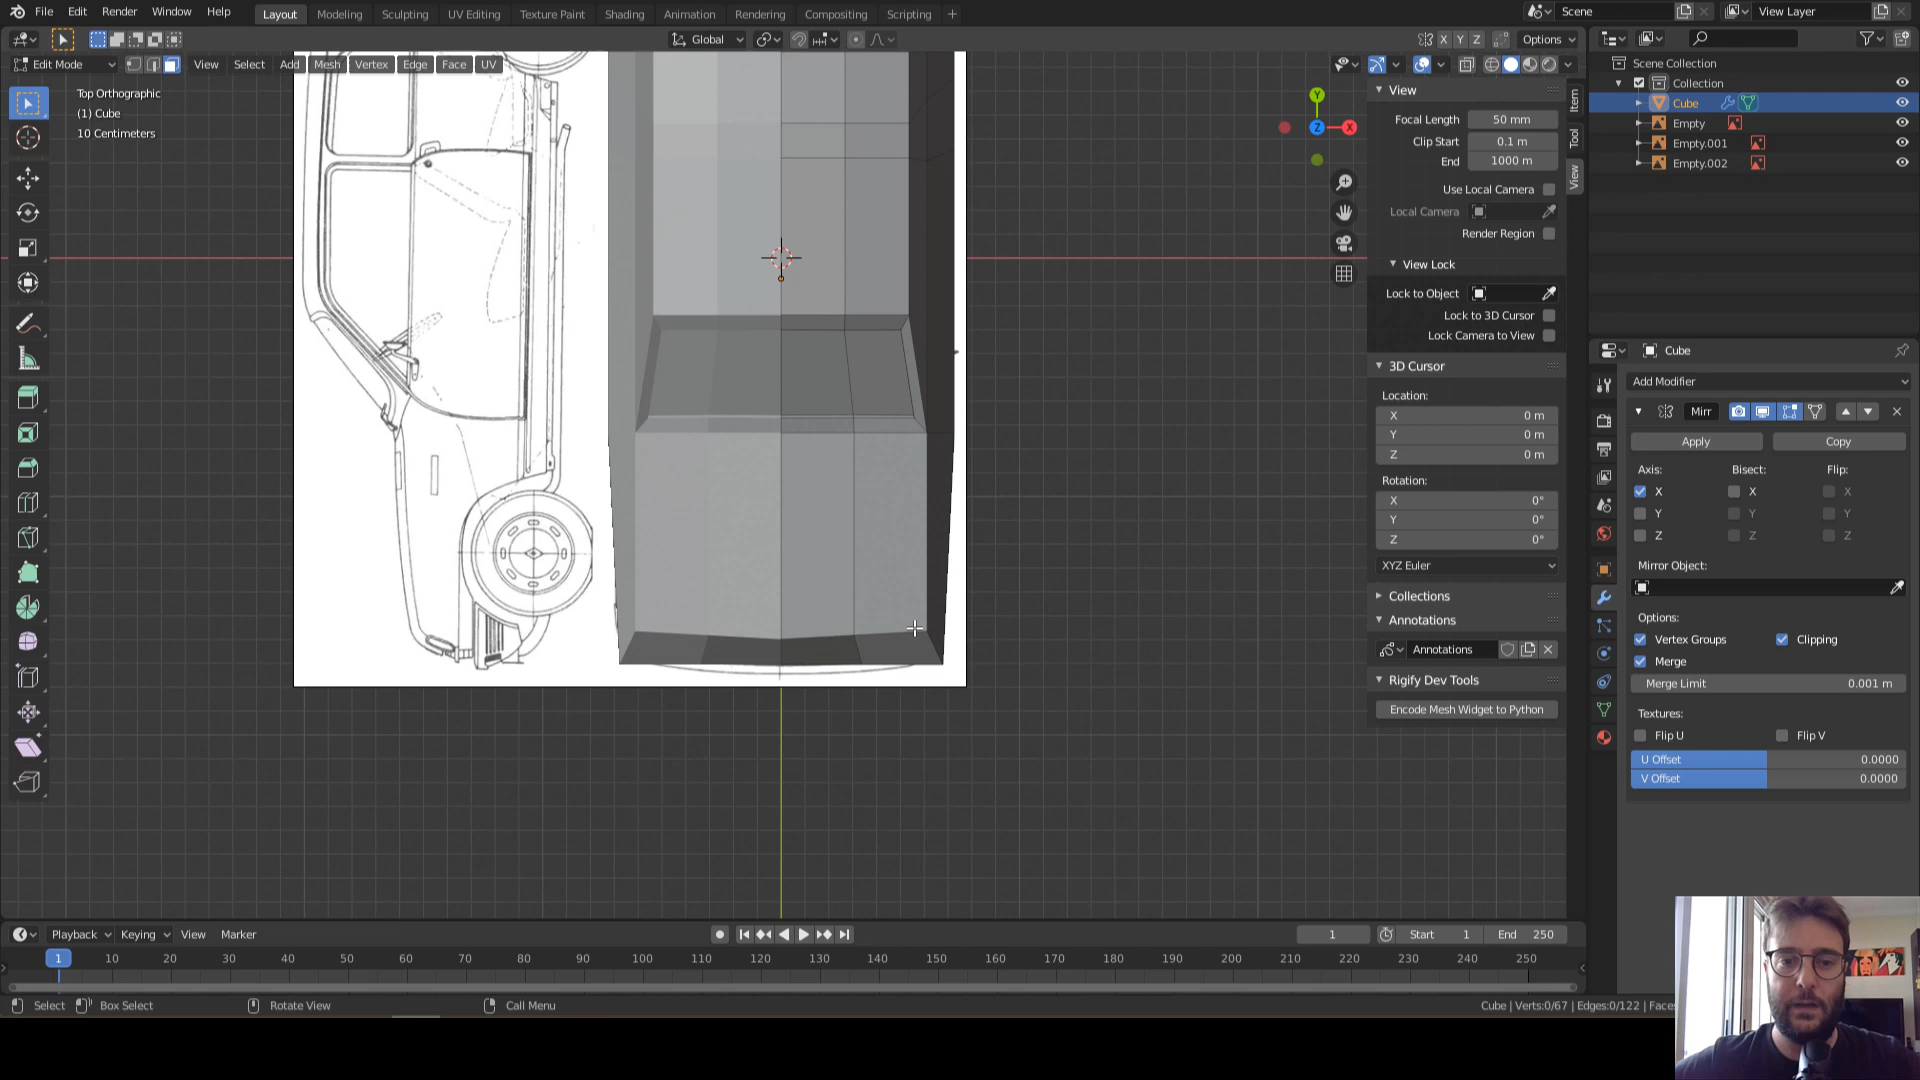 File Edit Render Window Help Layout Modeling Sculpting UV Editing Texture Paint Shading Animation Rendering Compositing Scripting + Scene View Layer
Global X Y Z Options
Edit Mode View Select Add Mesh Vertex Edge Face UV
Top Orthographic
(1) Cube
10 Centimeters
Y
Z
X
View
Focal Length 50 mm
Clip Start 0.1 m
End 1000 m
Use Local Camera
Local Camera
Render Region
View Lock
Lock to Object
Lock to 3D Cursor
Lock Camera to View
3D Cursor
Location:
X 0 m
Y 0 m
Z 0 m
Rotation:
X 0°
Y 0°
Z 0°
XYZ Euler
Collections
Annotations
Annotations
Rigify Dev Tools
Encode Mesh Widget to Python
Item
Tool
View
Scene Collection
Collection
Cube
Empty
Empty.001
Empty.002
Cube
Add Modifier
Mirr
Apply Copy
Axis: Bisect: Flip:
X X X
Y Y Y
Z Z Z
Mirror Object:
Options:
Vertex Groups Clipping
Merge
Merge Limit 0.001 m
Textures:
Flip U Flip V
U Offset 0.0000
V Offset 0.0000
Playback Keying View Marker 1 Start 1 End 250
1 10 20 30 40 50 60 70 80 90 100 110 120 130 140 150 160 170 180 190 200 210 220 230 240 250
Select Box Select Rotate View Call Menu Cube | Verts:0/67 | Edges:0/122 | Faces